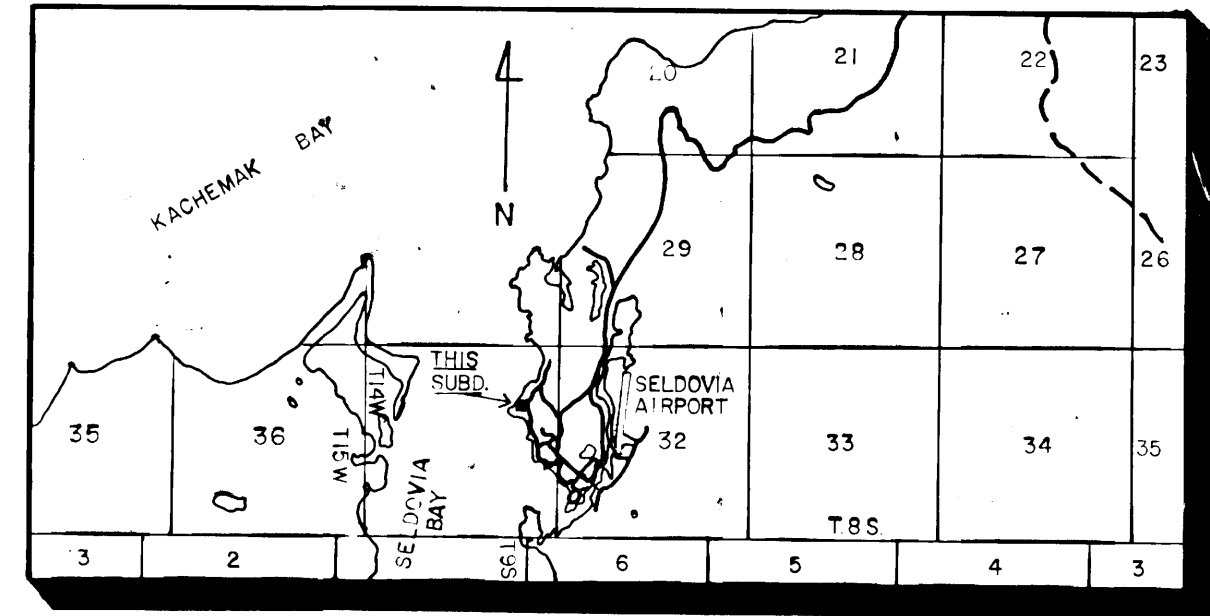 20
21
22
23
KACHEMAK BAY
N
29
28
27
26
THIS
SUBD.
SELDOVIA
AIRPORT
T14W
T15W
35
36
32
33
34
35
SELDOVIA
BAY
T.8S.
T9S
3
2
6
5
4
3